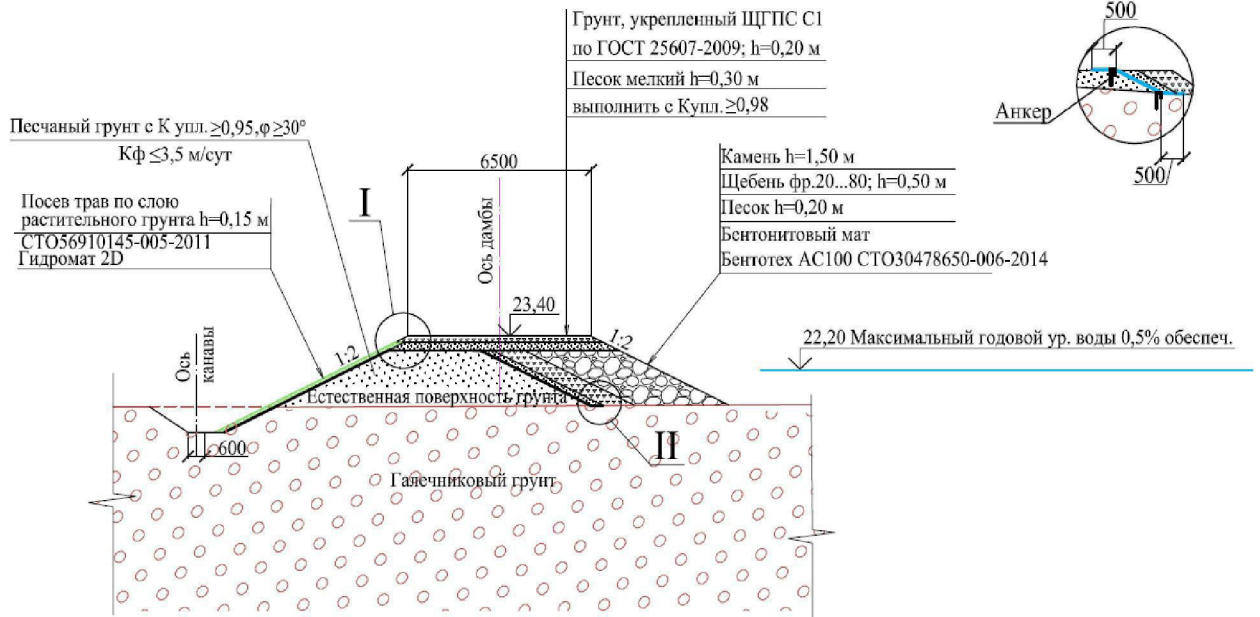 Грунт, укрепленный ЩГПС С1
по ГОСТ 25607-2009; h=0,20 м
Песок мелкий h=0,30 м
выполнить с Купл.≥0,98
500
Анкер
500
Песчаный грунт с К упл.≥0,95,φ≥30°
Кф ≤3,5 м/сут
6500
Камень h=1,50 м
Щебень фр.20...80; h=0,50 м
Песок h=0,20 м
Бентонитовый мат
Бентотех АС100 СТО30478650-006-2014
Посев трав по слою
растительного грунта h=0,15 м
СТО56910145-005-2011
Гидромат 2D
I
Ось дамбы
23,40
1:2
1:2
22,20 Максимальный годовой ур. воды 0,5% обеспеч.
Ось
канавы
Естественная поверхность грунта
600
II
Галечниковый грунт